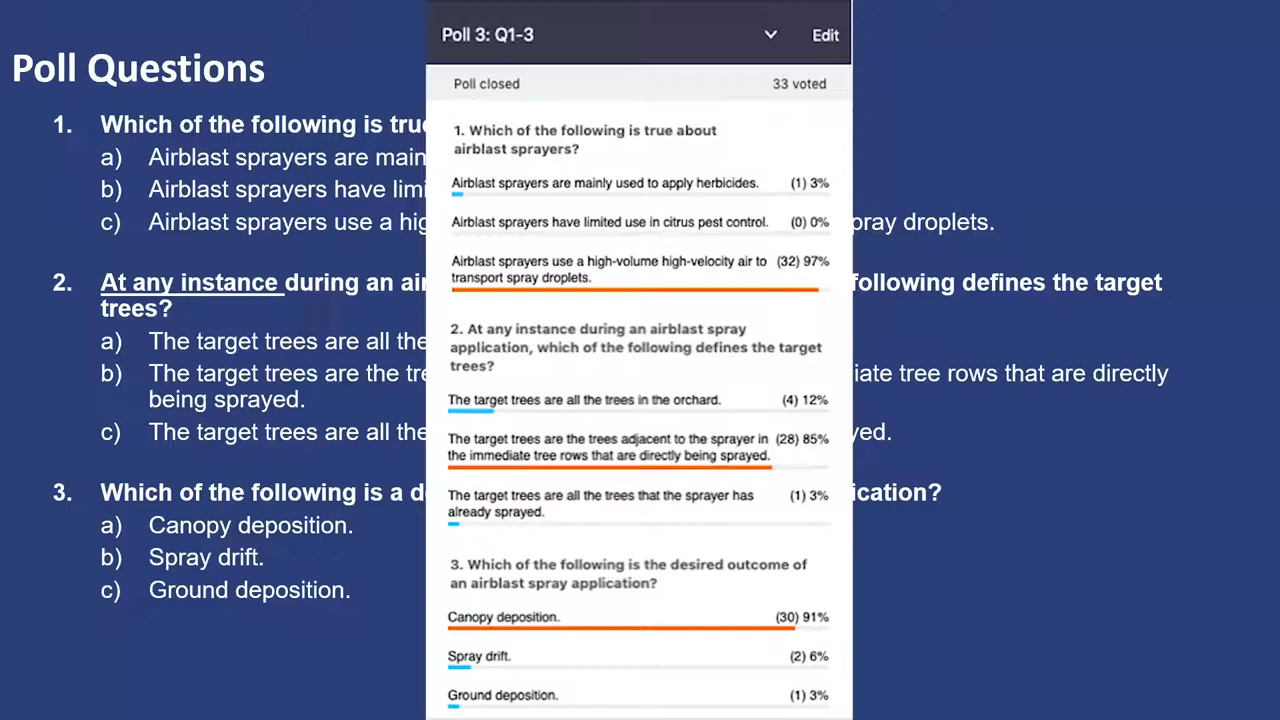 Poll Questions
1. Which of the following is true
a) Airblast sprayers are main
b) Airblast sprayers have limi
c) Airblast sprayers use a hig pray droplets.
2. At any instance during an air following defines the target
trees?
a) The target trees are all the
b) The target trees are the tre iate tree rows that are directly
being sprayed.
c) The target trees are all the yed.
3. Which of the following is a d ication?
a) Canopy deposition.
b) Spray drift.
c) Ground deposition.
Poll 3: Q1-3 Edit
Poll closed 33 voted
1. Which of the following is true about
airblast sprayers?
Airblast sprayers are mainly used to apply herbicides. (1) 3%
Airblast sprayers have limited use in citrus pest control. (0) 0%
Airblast sprayers use a high-volume high-velocity air to (32) 97%
transport spray droplets.
2. At any instance during an airblast spray
application, which of the following defines the target
trees?
The target trees are all the trees in the orchard. (4) 12%
The target trees are the trees adjacent to the sprayer in (28) 85%
the immediate tree rows that are directly being sprayed.
The target trees are all the trees that the sprayer has (1) 3%
already sprayed.
3. Which of the following is the desired outcome of
an airblast spray application?
Canopy deposition. (30) 91%
Spray drift. (2) 6%
Ground deposition. (1) 3%